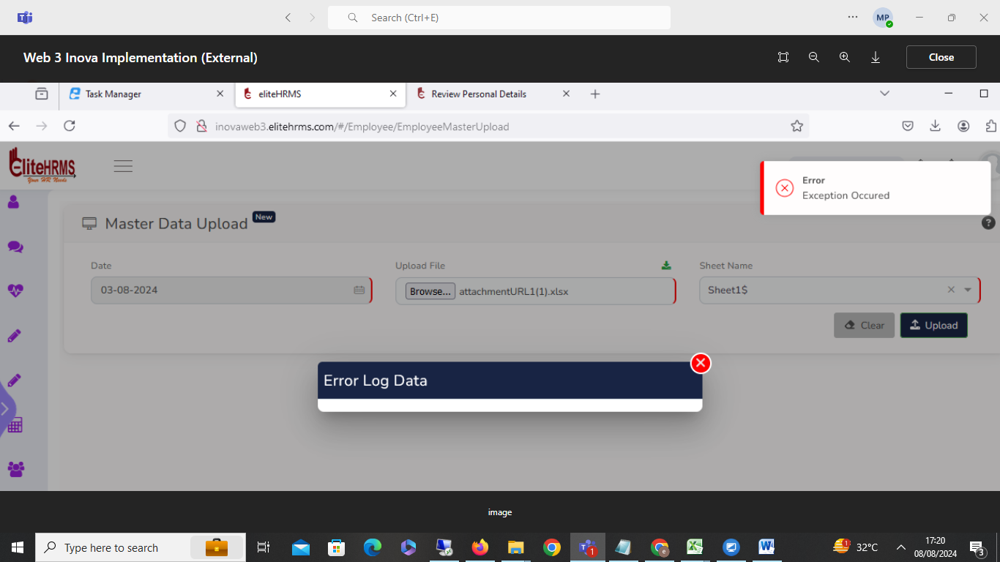 Search (Ctrl+E)
MP
Web 3 Inova Implementation (External)
Close
Task Manager
eliteHRMS
Review Personal Details
inovaweb3.elitehrms.com/#/Employee/EmployeeMasterUpload
EliteHRMS
Your HR Needs
Error
Exception Occured
Master Data Upload New
?
Date
Upload File
Sheet Name
03-08-2024
Browse... attachmentURL1(1).xlsx
Sheet1$
Clear
Upload
Error Log Data
image
Type here to search
1
e
1
32°C
17:20
08/08/2024
3